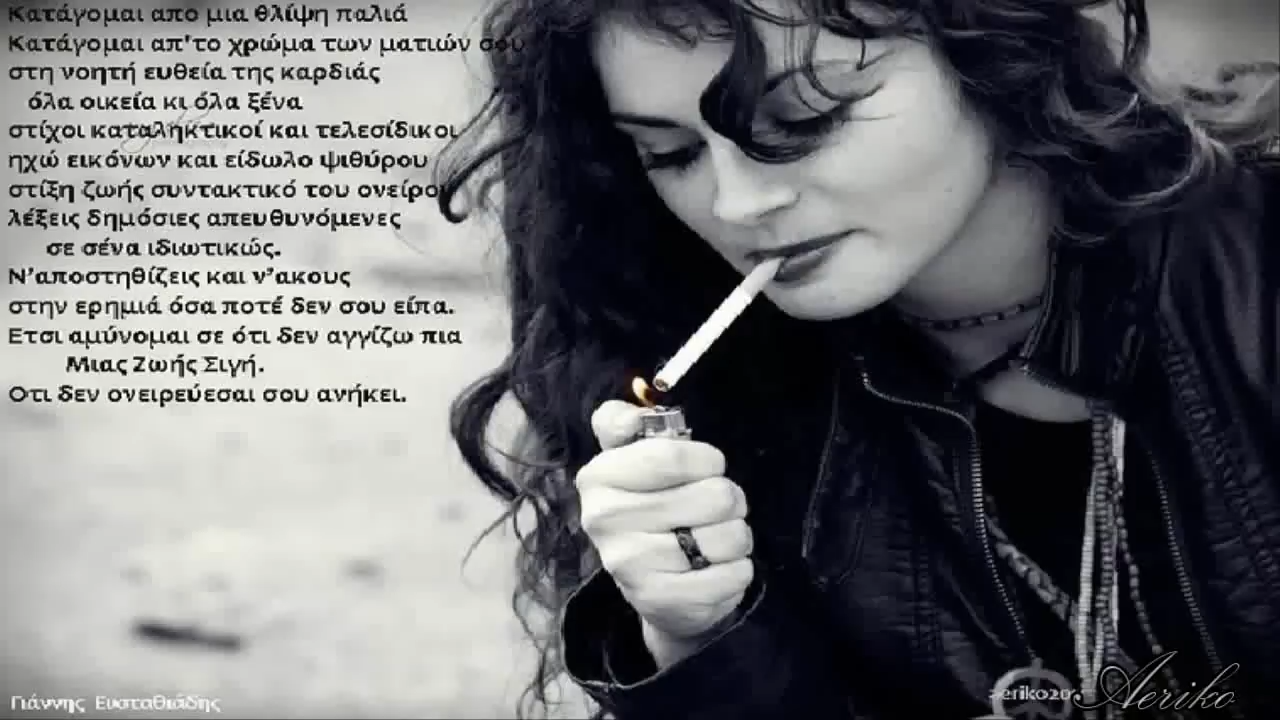 Κατάγομαι απο μια θλίψη παλιά
Κατάγομαι απ'το χρώμα των ματιών σου
στη νοητή ευθεία της καρδιάς
όλα οικεία κι όλα ξένα
στίχοι καταληκτικοί και τελεσίδικοι
ηχώ εικόνων και είδωλο ψιθύρου
στίξη ζωής συντακτικό του ονείρου
λέξεις δημόσιες απευθυνόμενες
σε σένα ιδιωτικώς.
Ν'αποστηθίζεις και ν'ακους
στην ερημιά όσα ποτέ δεν σου είπα.
Ετσι αμύνομαι σε ότι δεν αγγίζω πια
Μιας Ζωής Σιγή.
Οτι δεν ονειρεύεσαι σου ανήκει.
Γιάννης Ευσταθιάδης
Aeriko